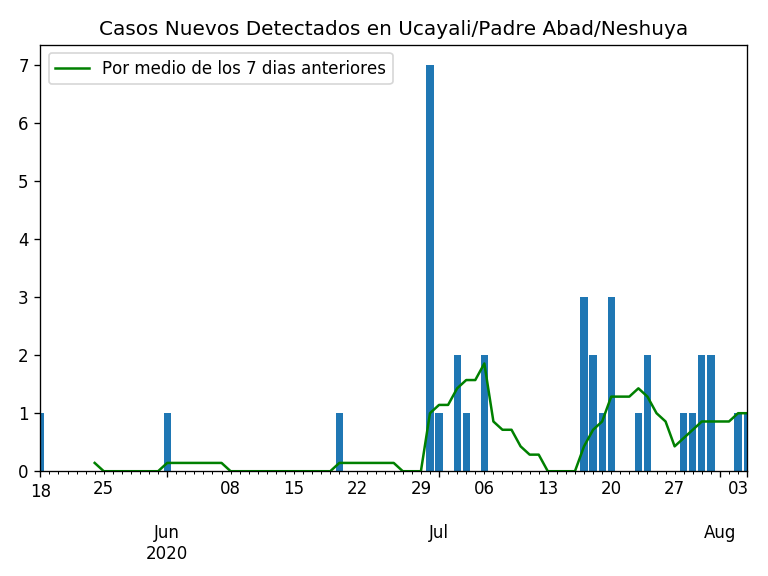 Casos Nuevos Detectados en Ucayali/Padre Abad/Neshuya
Por medio de los 7 dias anteriores
7
6
5
4
3
2
1
0
18 25 08 15 22 29 06 13 20 27 03
Jun Jul Aug
2020